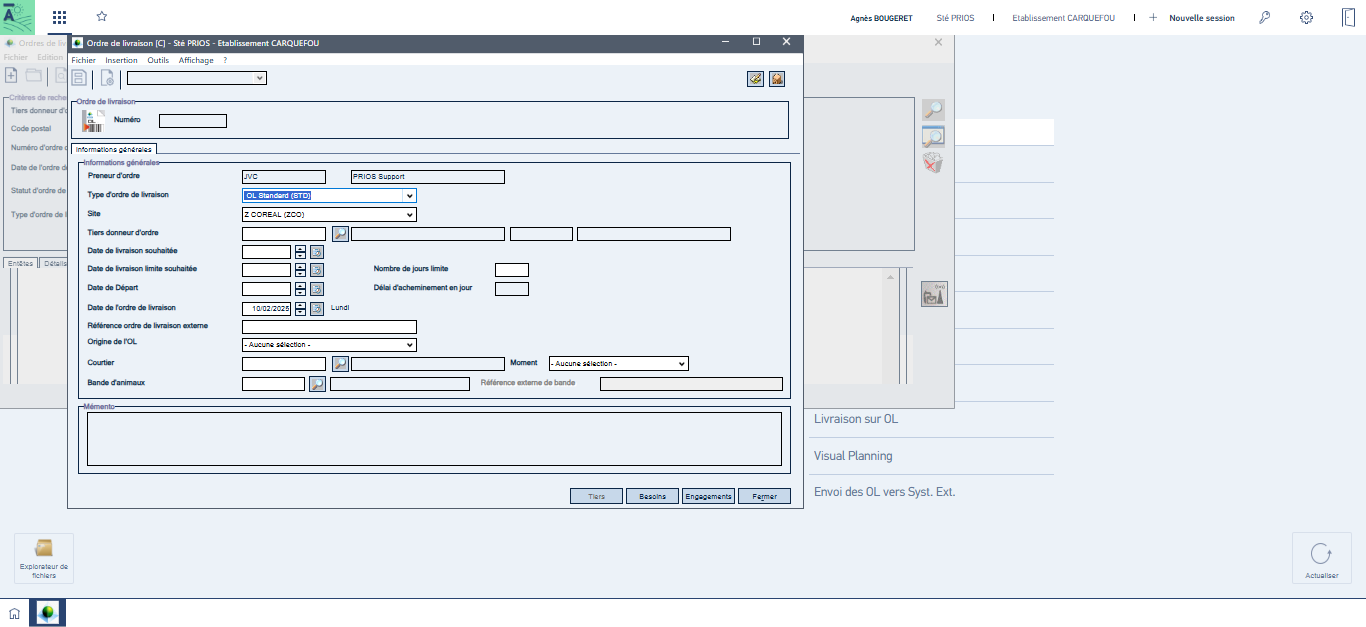 Agnès BOUGERET
Sté PRIOS
Etablissement CARQUEFOU
Nouvelle session
Ordres de li
Fichier Edition
Critères de reche
Tiers donneur d'o
Code postal
Numéro d'ordre d
Date de l'ordre de
Statut d'ordre de
Type d'ordre de l
Entêtes Détails
Ordre de livraison [C] - Sté PRIOS - Etablissement CARQUEFOU
Fichier Insertion Outils Affichage ?
Ordre de livraison
OL
Numéro
Informations générales
Informations générales
Preneur d'ordre JVC PRIOS Support
Type d'ordre de livraison OL Standard (STD)
Site Z COREAL (ZCO)
Tiers donneur d'ordre
Date de livraison souhaitée
Date de livraison limite souhaitée Nombre de jours limite
Date de Départ Délai d'acheminement en jour
Date de l'ordre de livraison 10/02/2025 Lundi
Référence ordre de livraison externe
Origine de l'OL - Aucune sélection -
Courtier Moment - Aucune sélection -
Bande d'animaux Référence externe de bande
Mémento
Tiers Besoins Engagements Fermer
Livraison sur OL
Visual Planning
Envoi des OL vers Syst. Ext.
Explorateur de
fichiers
Actualiser